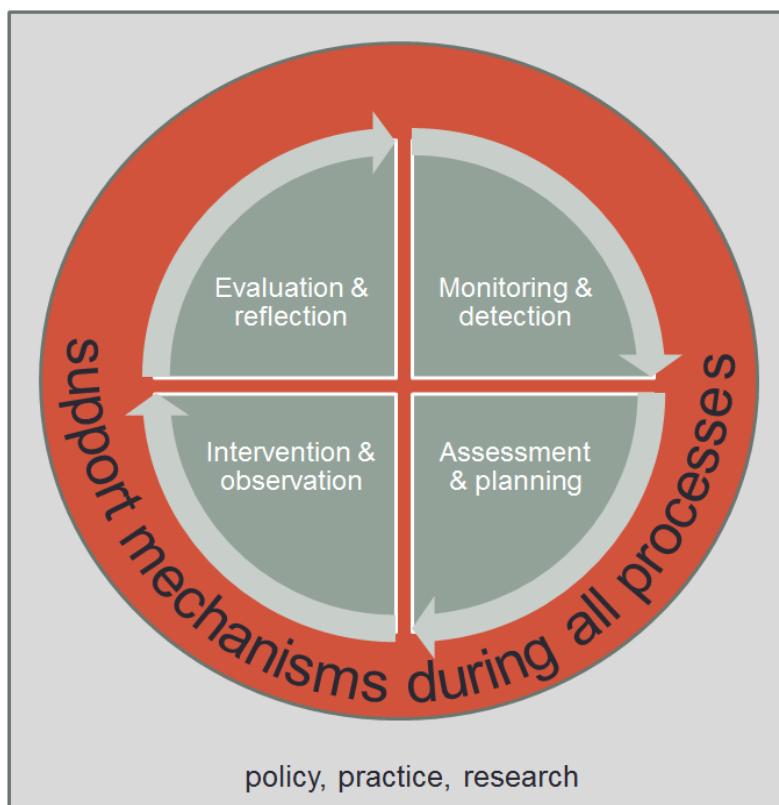 Evaluation &
reflection
Monitoring &
detection
Intervention &
observation
Assessment
& planning
support mechanisms during all processes
policy, practice, research